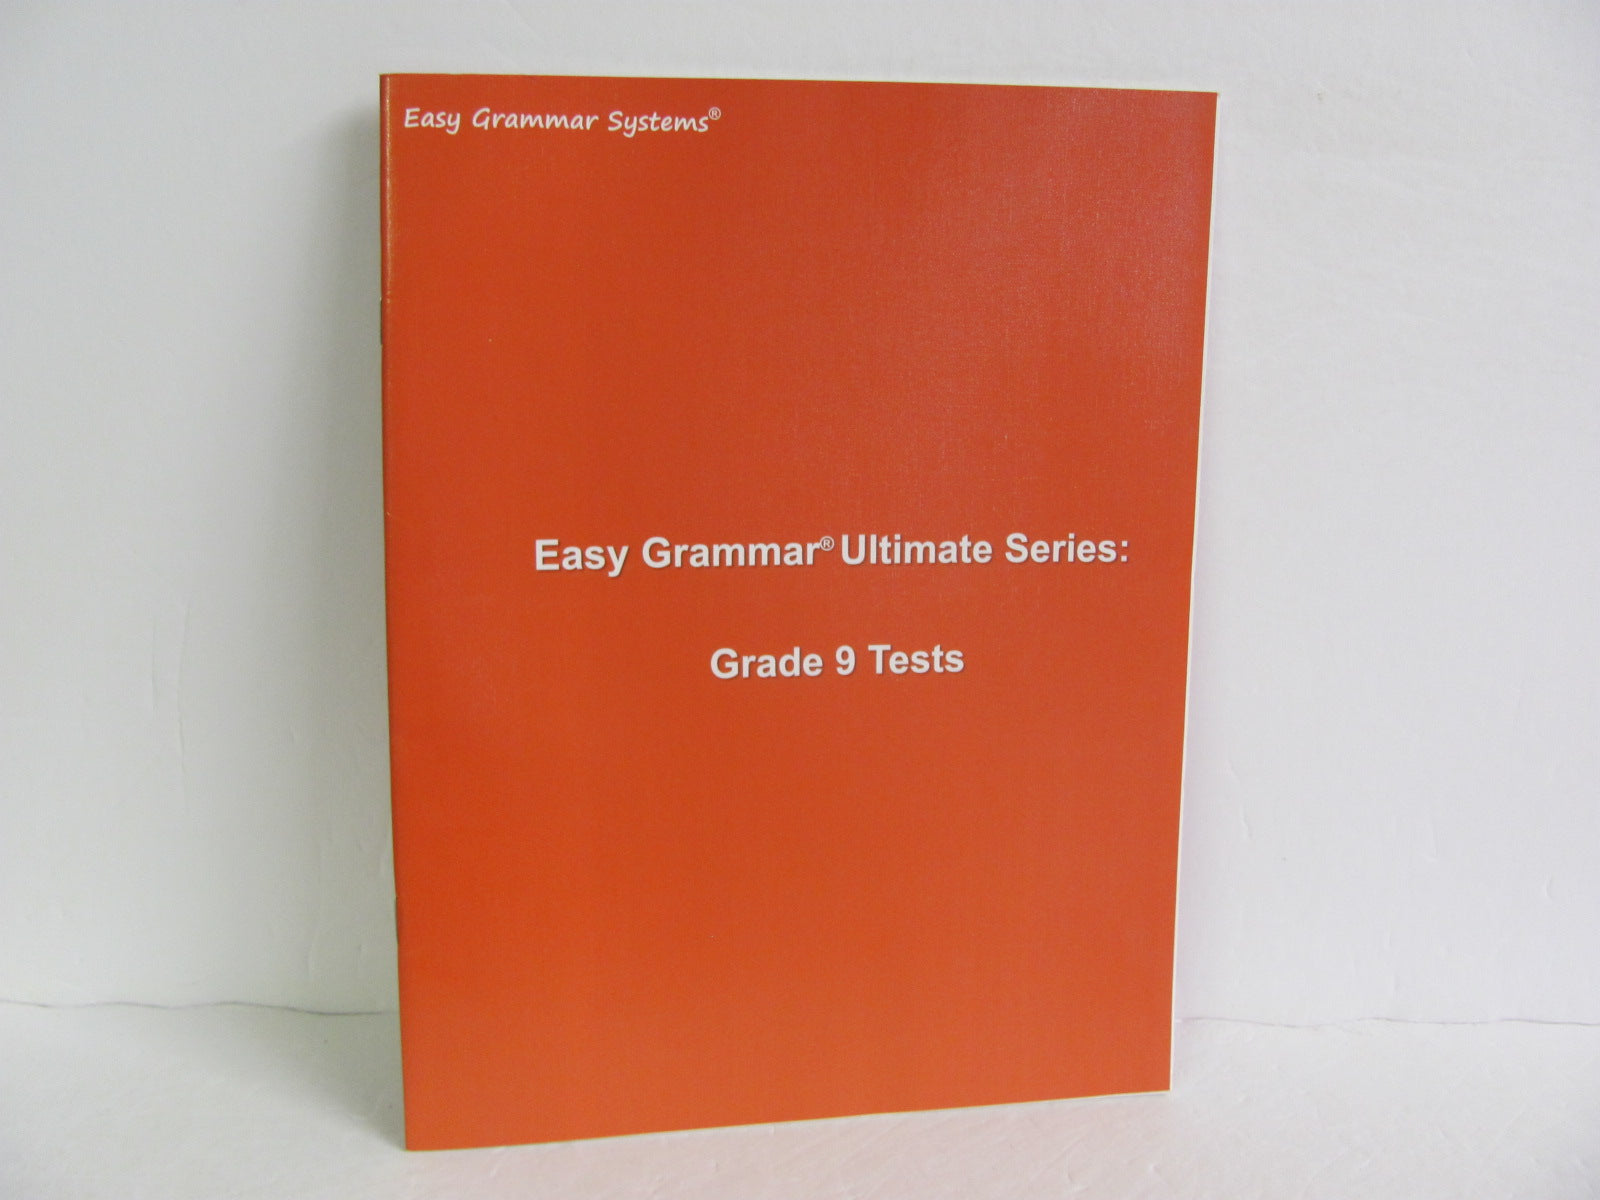 Easy Grammar Systems®
Easy Grammar® Ultimate Series:
Grade 9 Tests